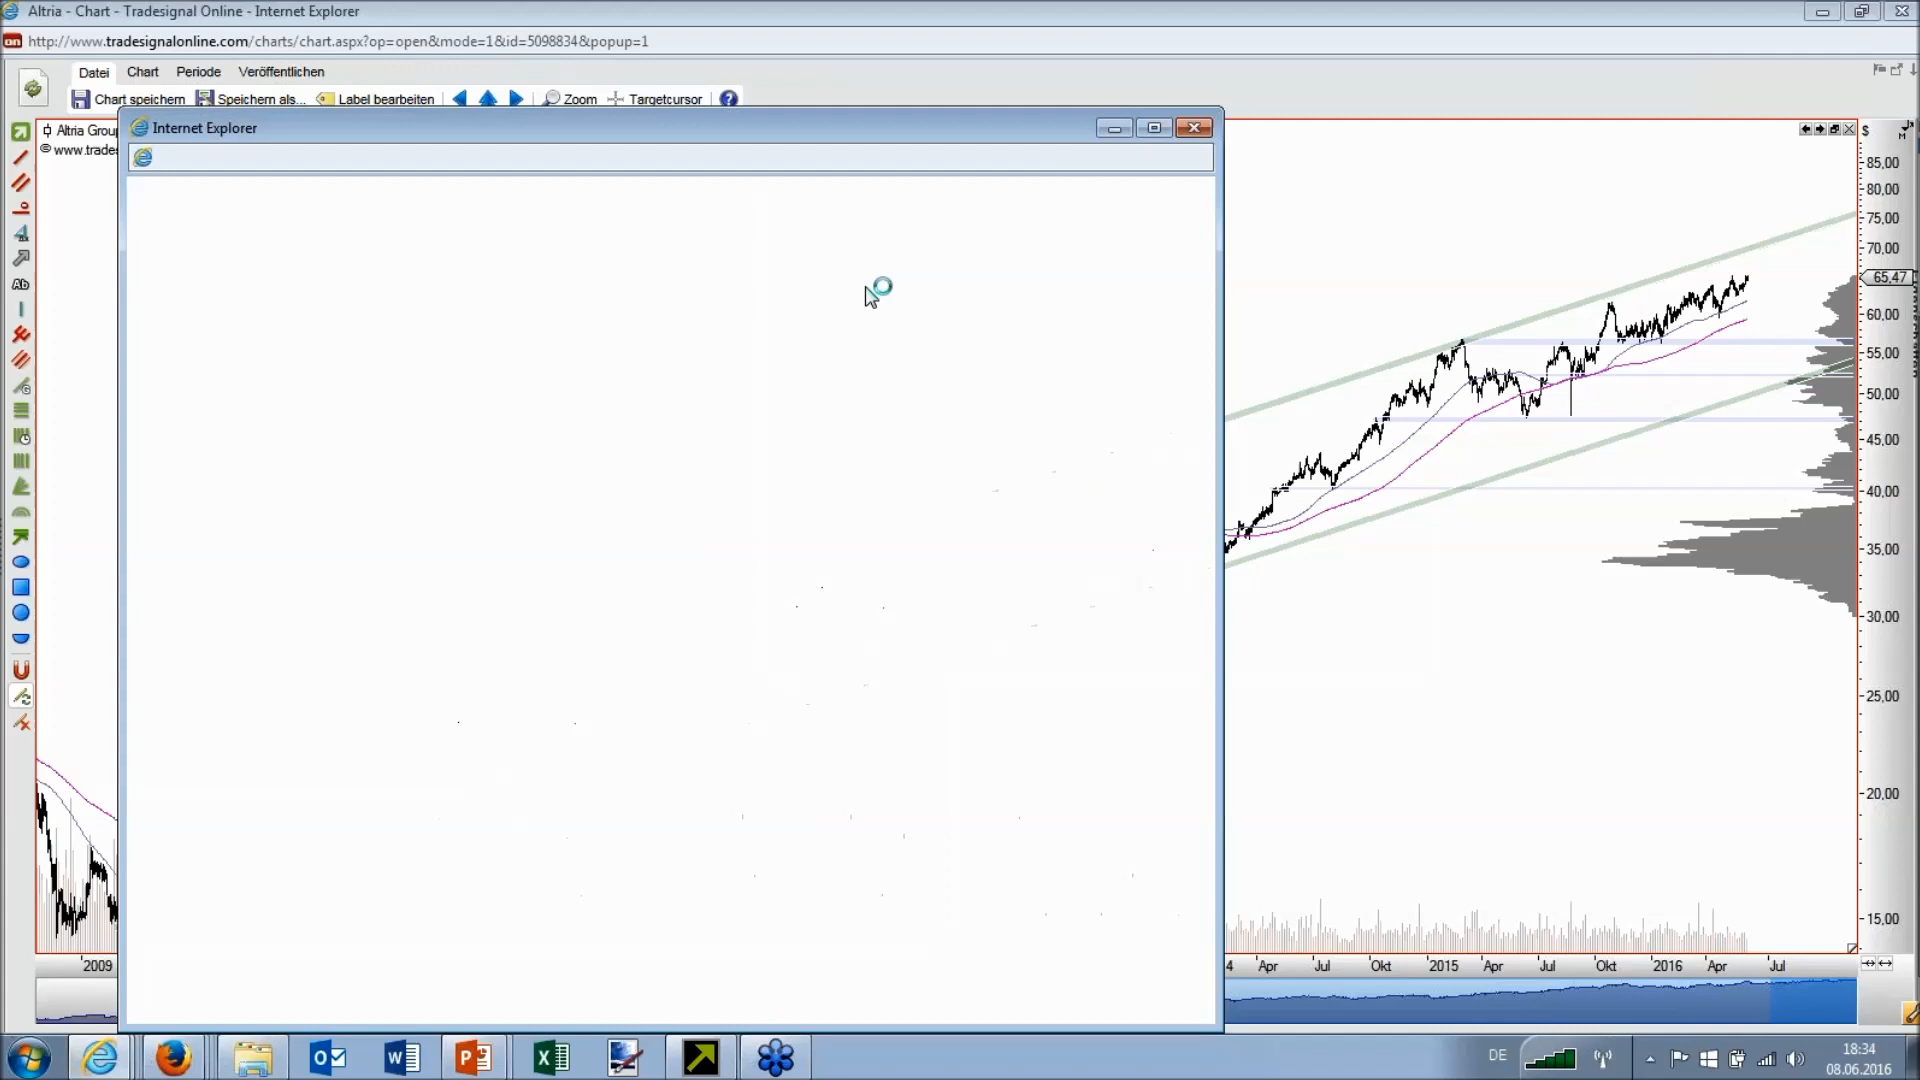 Altria - Chart - Tradesignal Online - Internet Explorer
http://www.tradesignalonline.com/charts/chart.aspx?op=open&mode=1&id=5098834&popup=1
Datei Chart Periode Veröffentlichen
Chart speichern Speichern als... Label bearbeiten Zoom Targetcursor
Internet Explorer
Altria Group
© www.trades
$
85,00
80,00
75,00
70,00
65,47
60,00
55,00
50,00
45,00
40,00
35,00
30,00
25,00
20,00
15,00
2009
4 Apr Jul Okt 2015 Apr Jul Okt 2016 Apr Jul
DE
18:34
08.06.2016